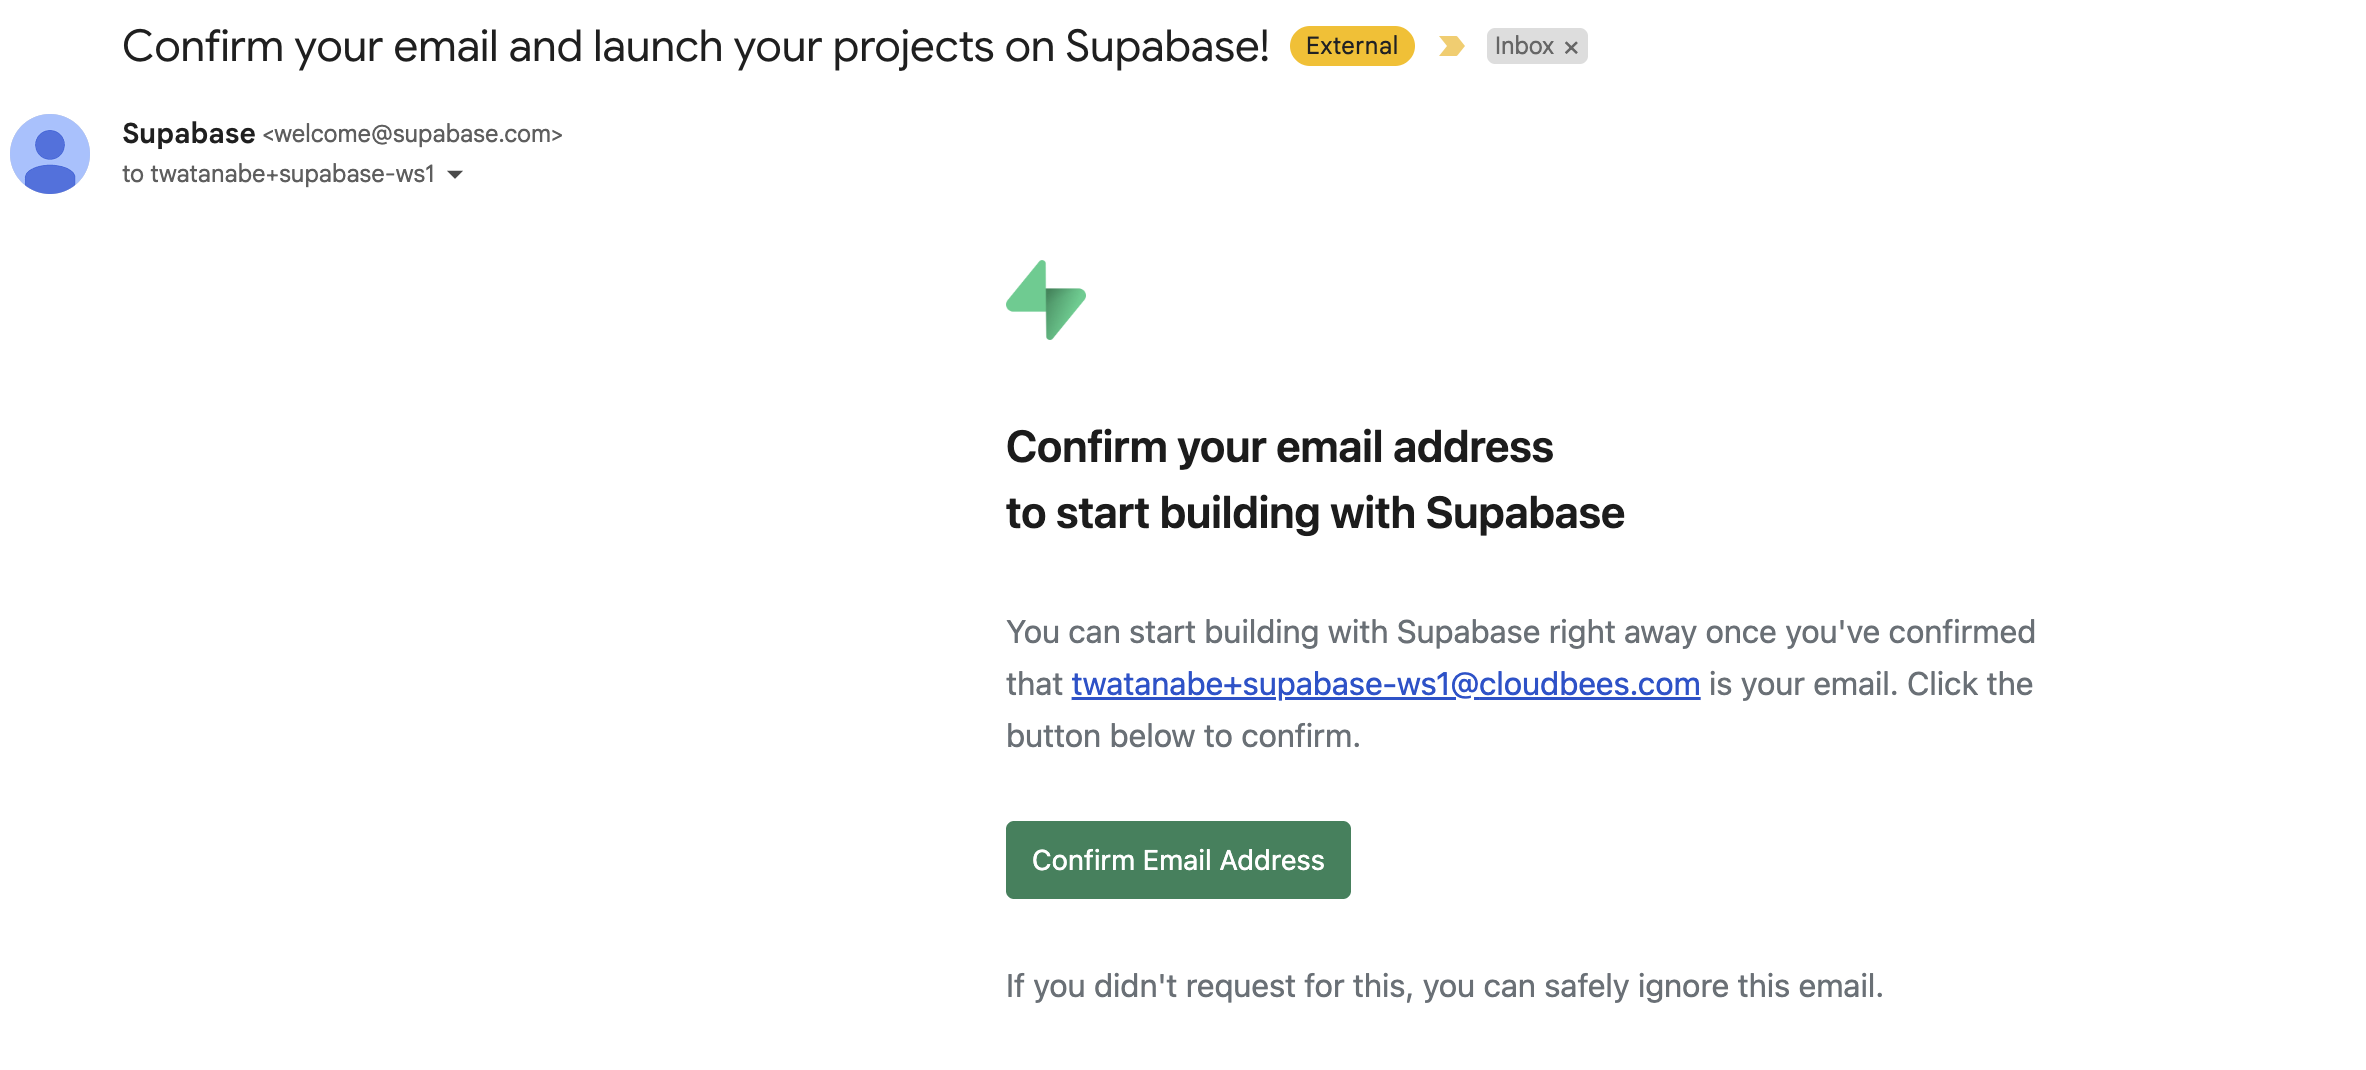 Confirm your email and launch your projects on Supabase! External Inbox ×
Supabase <welcome@supabase.com>
to twatanabe+supabase-ws1
Confirm your email address
to start building with Supabase
You can start building with Supabase right away once you've confirmed
that twatanabe+supabase-ws1@cloudbees.com is your email. Click the
button below to confirm.
Confirm Email Address
If you didn't request for this, you can safely ignore this email.